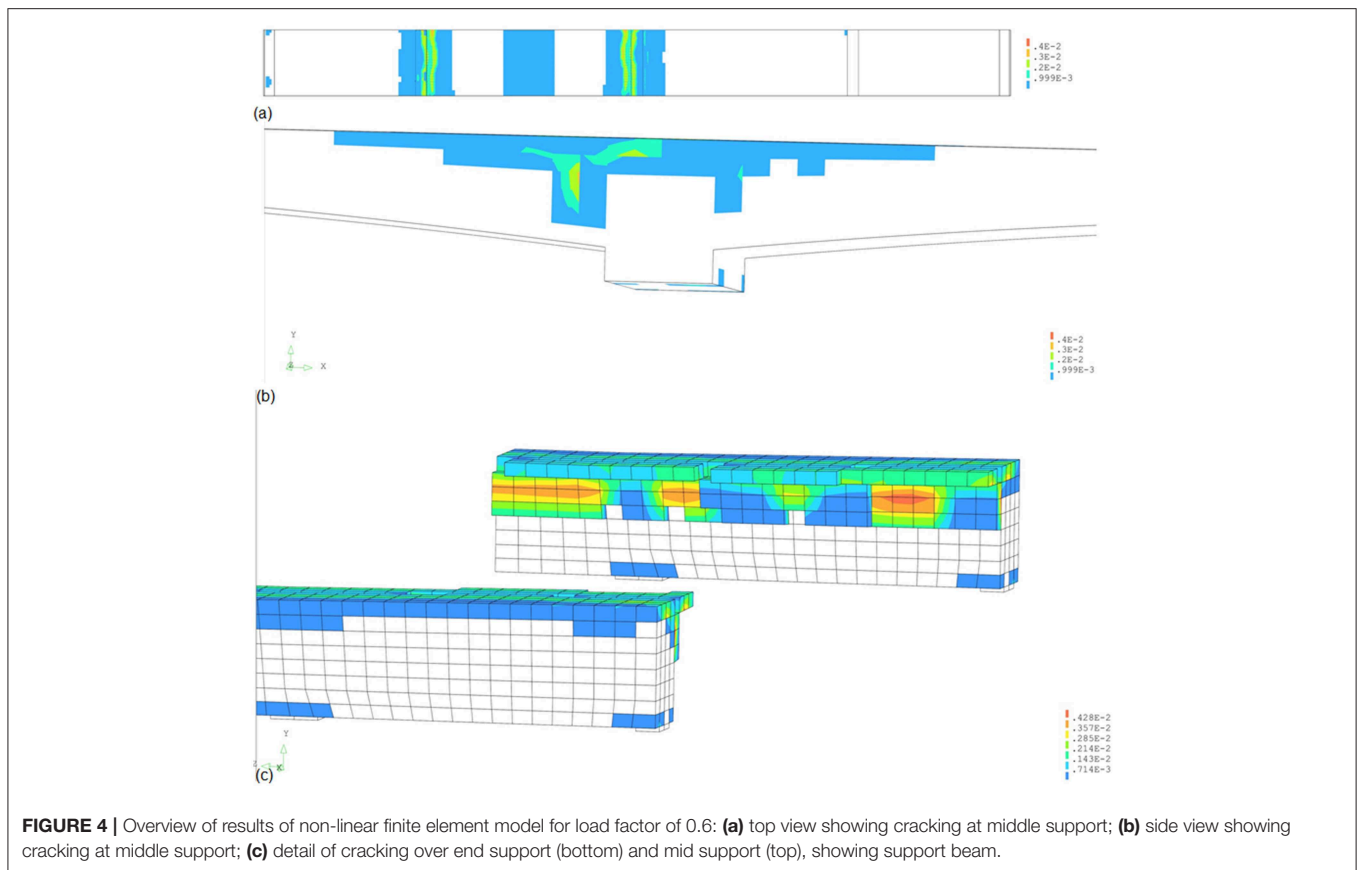 .4E-2
.3E-2
.2E-2
.999E-3
(a)
Y
X
.4E-2
.3E-2
.2E-2
.999E-3
(b)
.428E-2
.357E-2
.285E-2
.214E-2
.143E-2
.714E-3
Y
X
(c)
FIGURE 4 | Overview of results of non-linear finite element model for load factor of 0.6: (a) top view showing cracking at middle support; (b) side view showing
cracking at middle support; (c) detail of cracking over end support (bottom) and mid support (top), showing support beam.